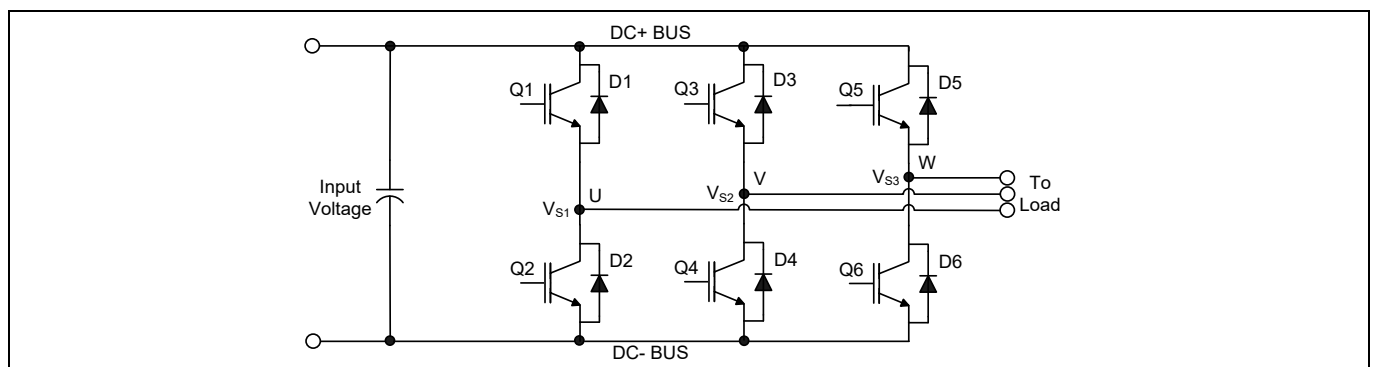 DC+ BUS
Q1
D1
Q3
D3
Q5
D5
Input
Voltage
U
V
W
VS1
VS2
VS3
To
Load
Q2
D2
Q4
D4
Q6
D6
DC- BUS